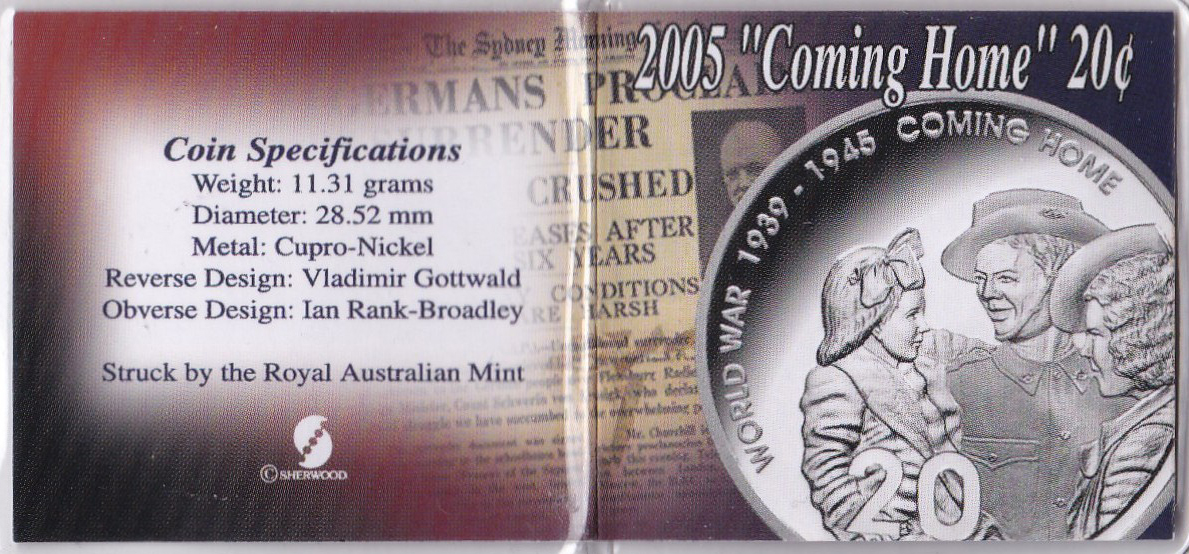 Coin Specifications
Weight: 11.31 grams
Diameter: 28.52 mm
Metal: Cupro-Nickel
Reverse Design: Vladimir Gottwald
Obverse Design: Ian Rank-Broadley
Struck by the Royal Australian Mint
© SHERWOOD
The Sydney Morning
ERMANS PROCLAI
SURRENDER
CRUSHED
EASES AFTER
SIX YEARS
CONDITIONS
ARE HARSH
2005 "Coming Home" 20¢
WORLD WAR 1939 - 1945 COMING HOME
20